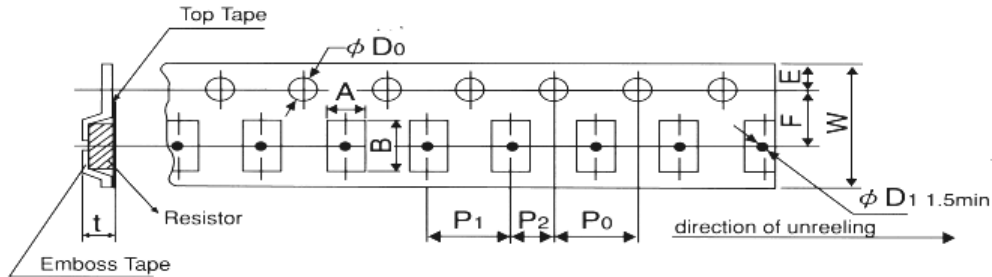 Top Tape
ϕ D0
A
B
E
F
W
t
Resistor
P1
P2
P0
ϕ D1 1.5min
direction of unreeling
Emboss Tape